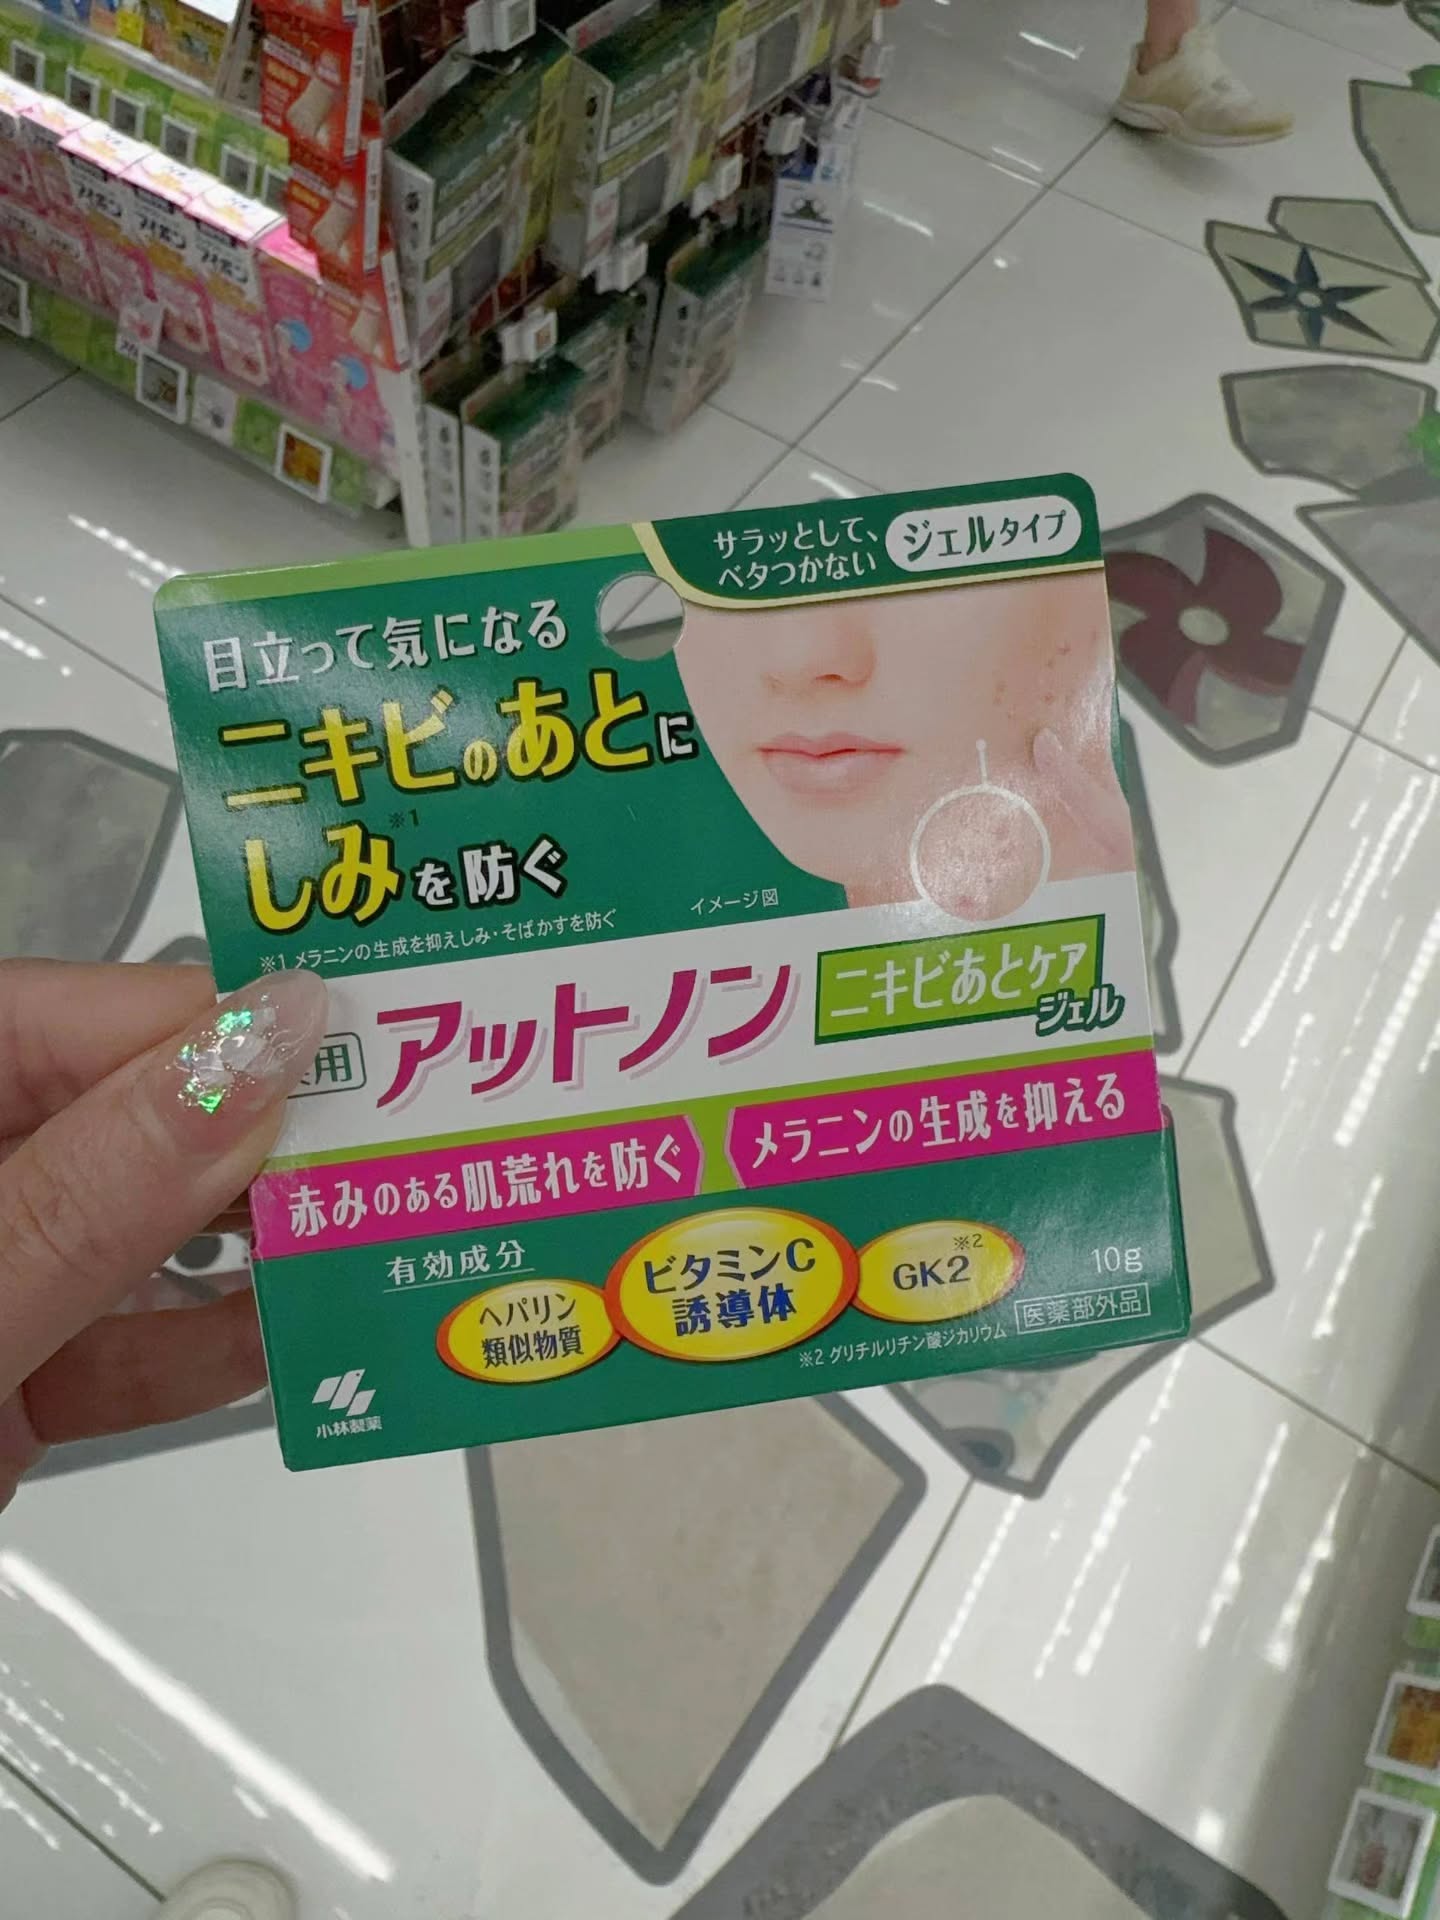 サラッとして、
ベタつかない
ジェルタイプ
目立って気になる
ニキビのあとに
しみ※1を防ぐ
※1 メラニンの生成を抑えしみ・そばかすを防ぐ
イメージ図
用
アットノン
ニキビあとケア
ジェル
赤みのある肌荒れを防ぐ
メラニンの生成を抑える
有効成分
ヘパリン
類似物質
ビタミンC
誘導体
GK2※2
10g
医薬部外品
※2 グリチルリチン酸ジカリウム
小林製薬